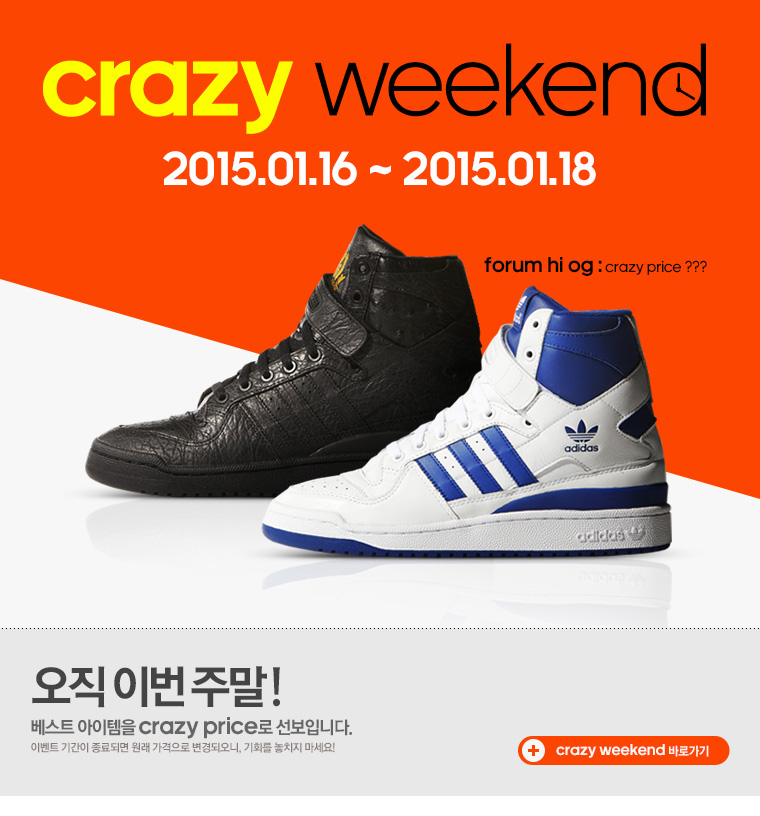 crazy weekend
2015.01.16 ~ 2015.01.18
forum hi og : crazy price ???
adidas
adidas
오직 이번 주말!
베스트 아이템을 crazy price로 선보입니다.
이벤트 기간이 종료되면 원래 가격으로 변경되오니, 기회를 놓치지 마세요!
crazy weekend 바로가기